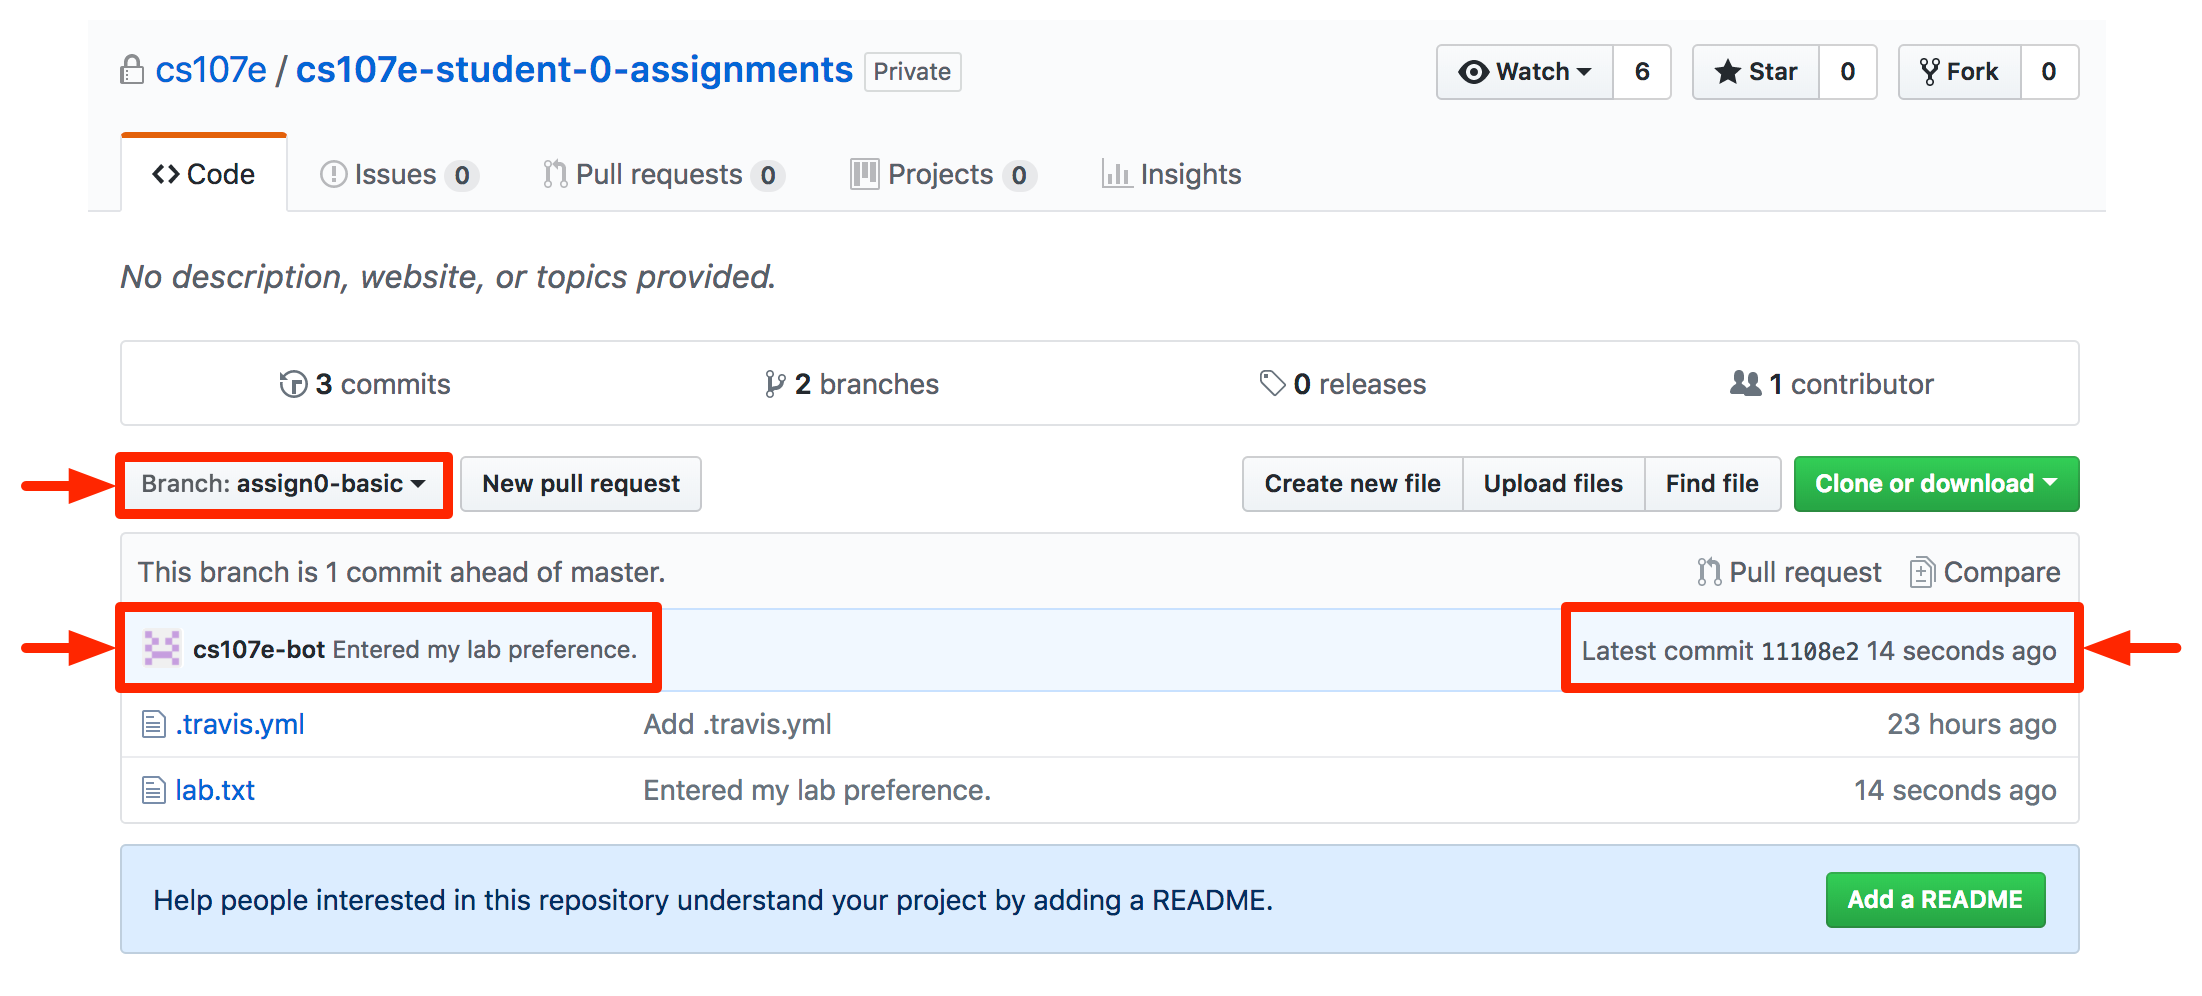 cs107e / cs107e-student-0-assignments Private Watch 6 Star 0 Fork 0
Code Issues 0 Pull requests 0 Projects 0 Insights
No description, website, or topics provided.
3 commits 2 branches 0 releases 1 contributor
Branch: assign0-basic New pull request Create new file Upload files Find file Clone or download
This branch is 1 commit ahead of master. Pull request Compare
cs107e-bot Entered my lab preference. Latest commit 11108e2 14 seconds ago
.travis.yml Add .travis.yml 23 hours ago
lab.txt Entered my lab preference. 14 seconds ago
Help people interested in this repository understand your project by adding a README. Add a README